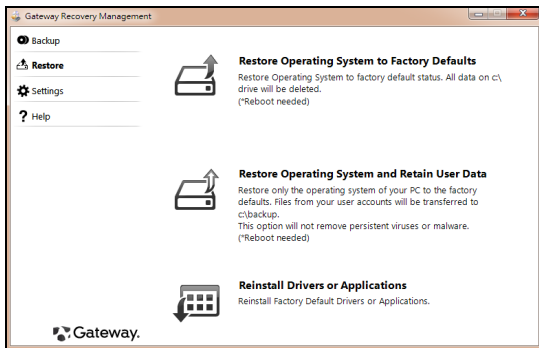 Gateway Recovery Management
Backup
Restore
Settings
? Help
Restore Operating System to Factory Defaults
Restore Operating System to factory default status. All data on c:\
drive will be deleted.
(*Reboot needed)
Restore Operating System and Retain User Data
Restore only the operating system of your PC to the factory
defaults. Files from your user accounts will be transferred to
c:\backup.
This option will not remove persistent viruses or malware.
(*Reboot needed)
Reinstall Drivers or Applications
Reinstall Factory Default Drivers or Applications.
Gateway.